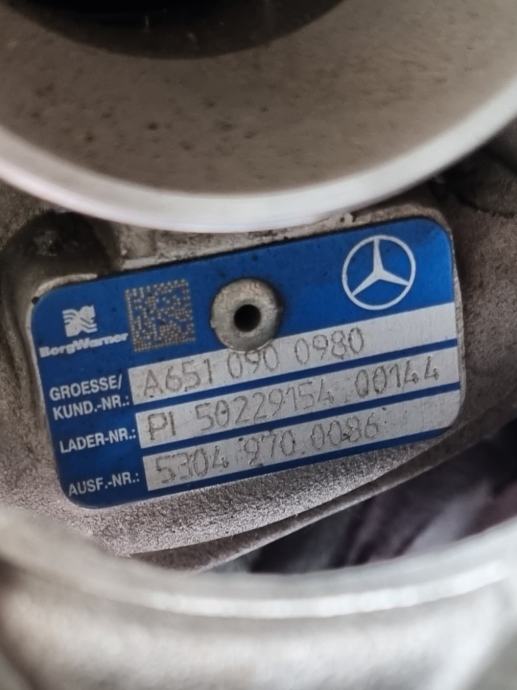 BorgWarner
GROESSE/
KUND.-NR.: A651 090 0980
LADER-NR.: PI 50229154 00144
AUSF.-NR.: 5304 970 0086